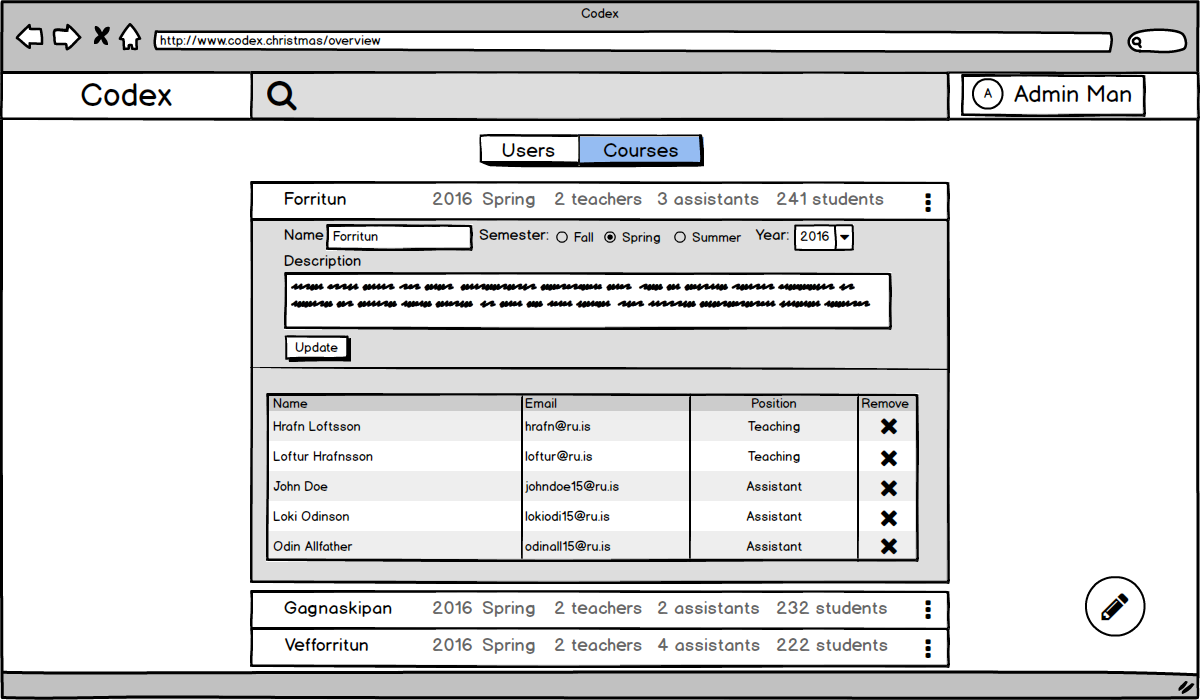 Codex
http://www.codex.christmas/overview
Codex
A Admin Man
Users Courses
Forritun 2016 Spring 2 teachers 3 assistants 241 students
Name Forritun Semester: Fall Spring Summer Year: 2016
Description
Update
Name Email Position Remove
Hrafn Loftsson hrafn@ru.is Teaching
Loftur Hrafnsson loftur@ru.is Teaching
John Doe johndoe15@ru.is Assistant
Loki Odinson lokiodi15@ru.is Assistant
Odin Allfather odinall15@ru.is Assistant
Gagnaskipan 2016 Spring 2 teachers 2 assistants 232 students
Vefforritun 2016 Spring 2 teachers 4 assistants 222 students